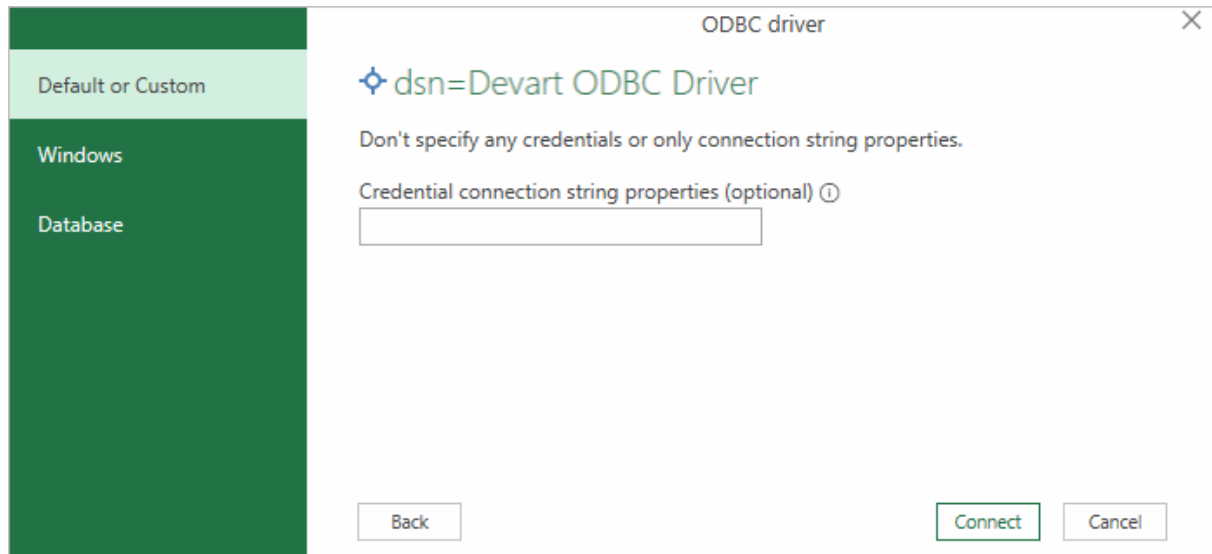 ODBC driver
Default or Custom
Windows
Database
dsn=Devart ODBC Driver
Don't specify any credentials or only connection string properties.
Credential connection string properties (optional)
Back
Connect
Cancel